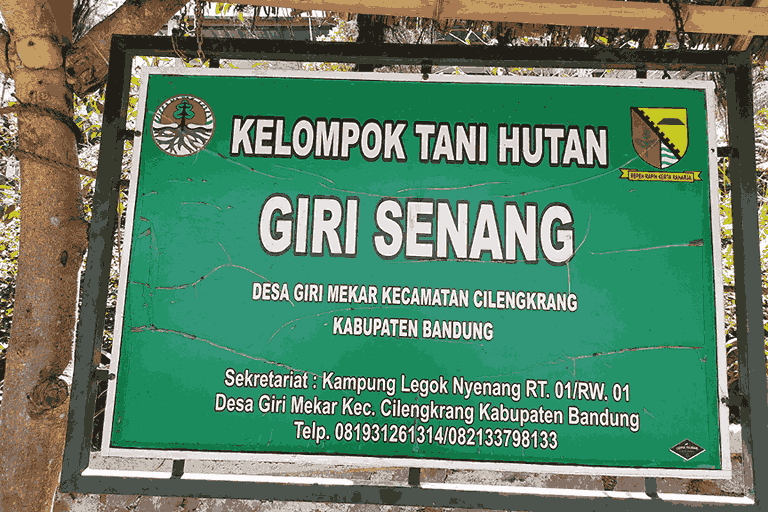 KELOMPOK TANI HUTAN
GIRI SENANG
DESA GIRI MEKAR KECAMATAN CILENGKRANG
KABUPATEN BANDUNG
Sekretariat : Kampung Legok Nyenang RT. 01/RW. 01
Desa Giri Mekar Kec. Cilengkrang Kabupaten Bandung
Telp. 081931261314/082133798133